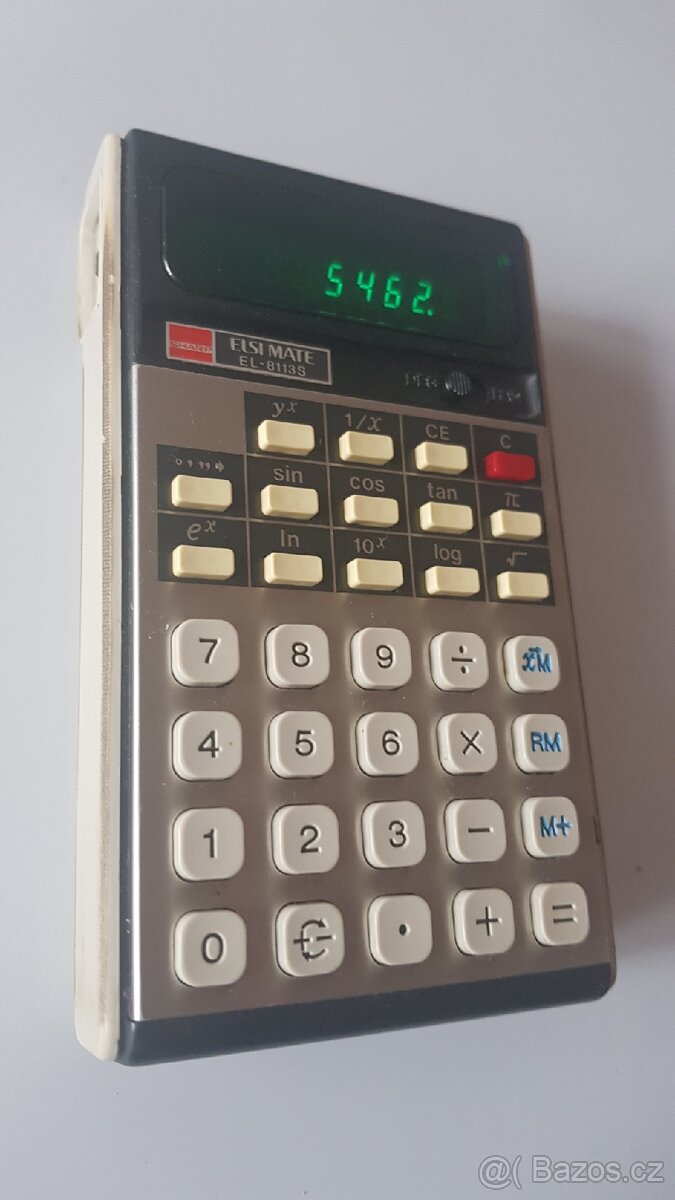 5462.
SHARP ELSI MATE
EL-8113S
yˣ 1/x CE C
° ' '' ➩ sin cos tan π
eˣ ln 10ˣ log √
7 8 9 ÷ x→M
4 5 6 × RM
1 2 3 − M+
0 +⇄− • + =
@( Bazos.cz